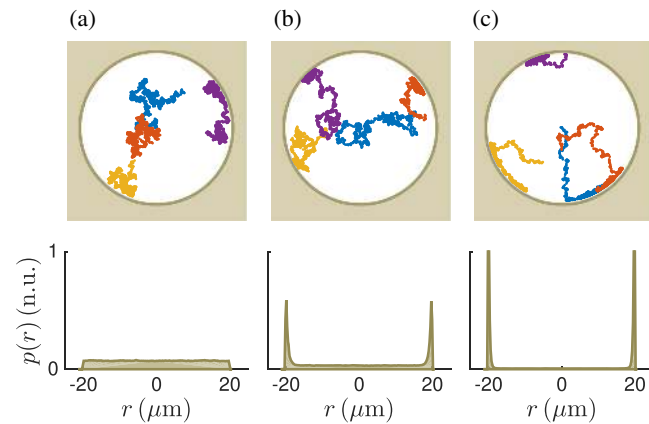 (a) (b) (c)
1
p(r) (n.u.)
0
-20 0 20 -20 0 20 -20 0 20
r (μm) r (μm) r (μm)